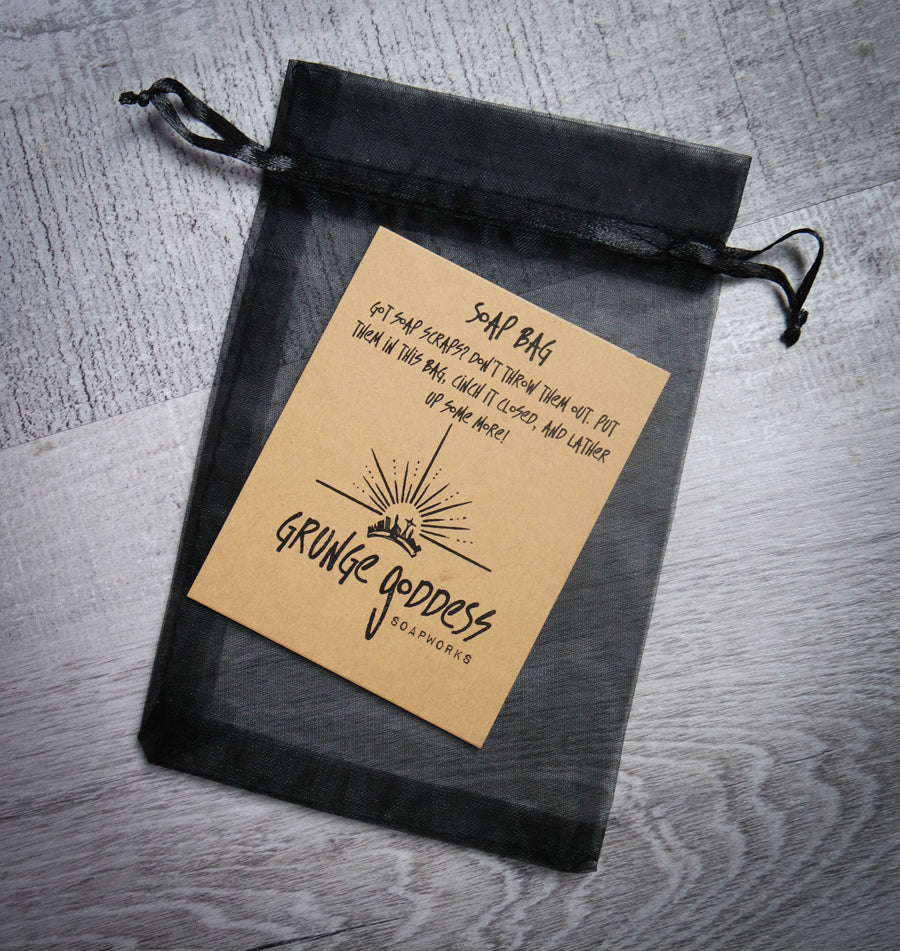 SOAP BAG
GOT SOAP SCRAPS? DON'T THROW THEM OUT. PUT
THEM IN THIS BAG, CINCH IT CLOSED, AND LATHER
UP SOME MORE!
GRUNGE GODDESS
SOAPWORKS